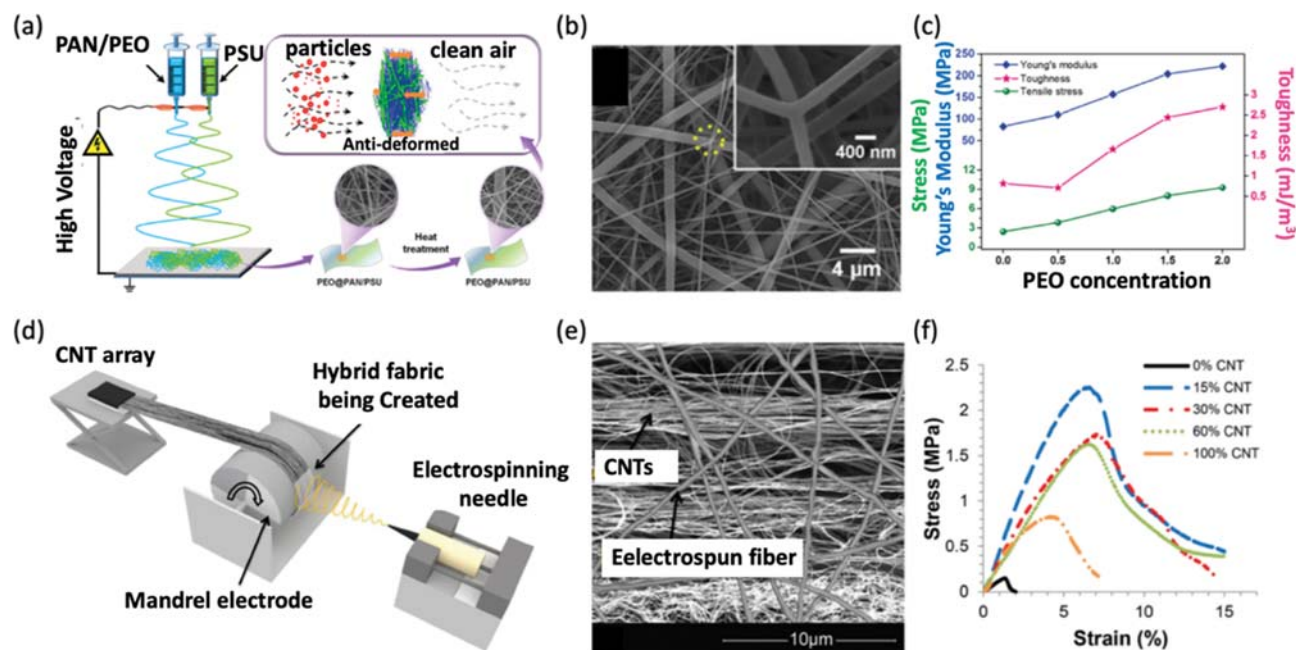 (a)
PAN/PEO
PSU
particles
clean air
Anti-deformed
High Voltage
Heat
treatment
PEO@PAN/PSU
PEO@PAN/PSU
(b)
400 nm
4 μm
(c)
Young's modulus
Toughness
Tensile stress
Stress (MPa)
Young's Modulus (MPa)
250
200
150
100
50
12
9
6
3
0
3
2.5
2
1.5
1
0.5
Toughness (mJ/m³)
0.0 0.5 1.0 1.5 2.0
PEO concentration
(d)
CNT array
Hybrid fabric
being Created
Electrospinning
needle
Mandrel electrode
(e)
CNTs
Eelectrospun fiber
10μm
(f)
2.5
2
1.5
1
0.5
0
Stress (MPa)
0% CNT
15% CNT
30% CNT
60% CNT
100% CNT
0 5 10 15
Strain (%)